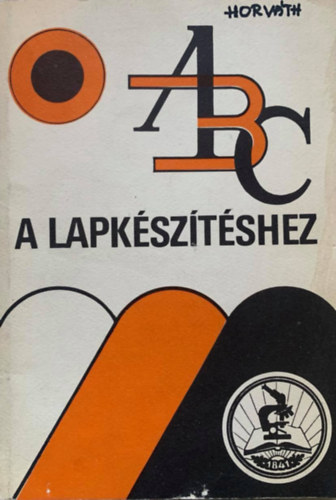 HORVÁTH
ABC
A LAPKÉSZÍTÉSHEZ
1841